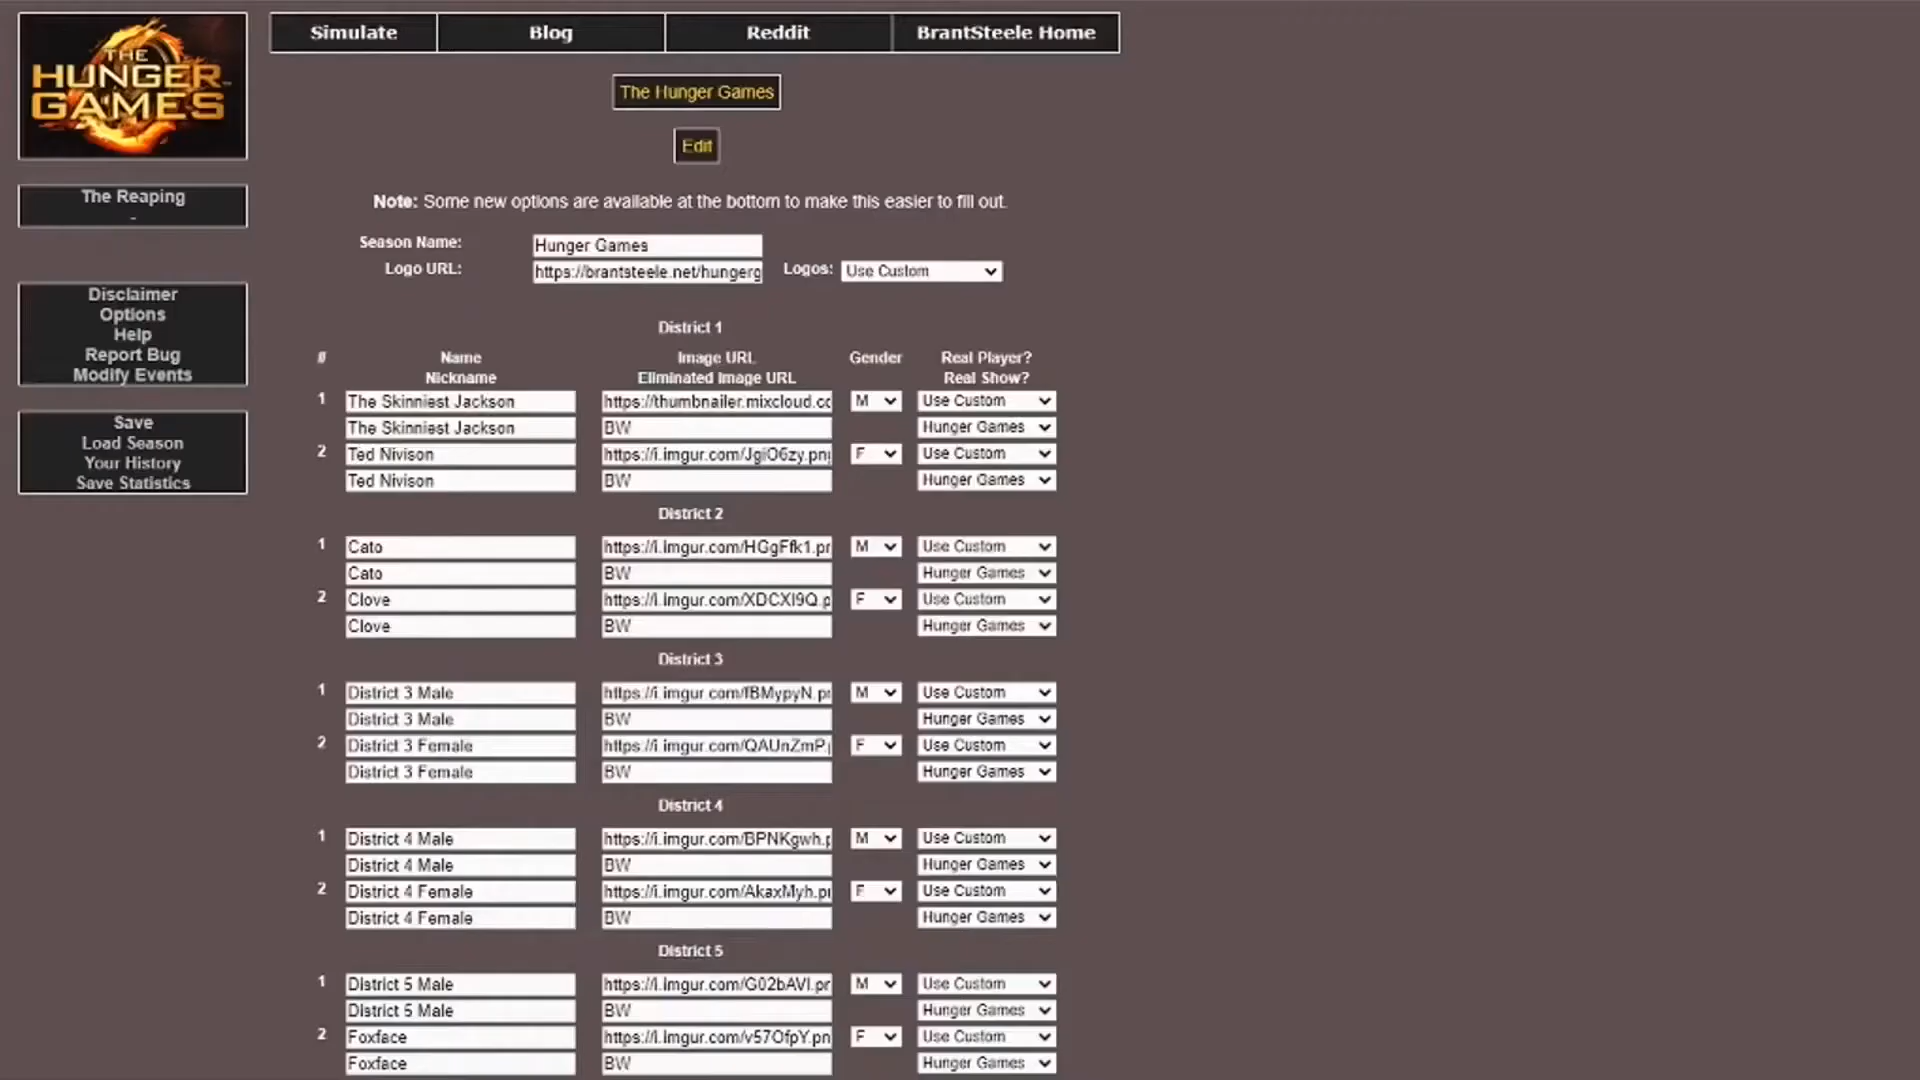 THE
HUNGER
GAMES
Simulate
Blog
Reddit
BrantSteele Home
The Hunger Games
Edit
The Reaping
-
Note: Some new options are available at the bottom to make this easier to fill out.
Season Name:
Hunger Games
Logo URL:
https://brantsteele.net/hungerg
Logos:
Use Custom
Disclaimer
Options
Help
Report Bug
Modify Events
Save
Load Season
Your History
Save Statistics
District 1
#
Name
Nickname
Image URL
Eliminated Image URL
Gender
Real Player?
Real Show?
1
The Skinniest Jackson
https://thumbnailer.mixcloud.cc
M
Use Custom
The Skinniest Jackson
BW
Hunger Games
2
Ted Nivison
https://i.imgur.com/JgiO6zy.pn
F
Use Custom
Ted Nivison
BW
Hunger Games
District 2
1
Cato
https://i.imgur.com/HGgFfk1.pr
M
Use Custom
Cato
BW
Hunger Games
2
Clove
https://i.imgur.com/XDCXI9Q.p
F
Use Custom
Clove
BW
Hunger Games
District 3
1
District 3 Male
https://i.imgur.com/fBMypyN.pr
M
Use Custom
District 3 Male
BW
Hunger Games
2
District 3 Female
https://i.imgur.com/QAUnZmP.
F
Use Custom
District 3 Female
BW
Hunger Games
District 4
1
District 4 Male
https://i.imgur.com/BPNKgwh.p
M
Use Custom
District 4 Male
BW
Hunger Games
2
District 4 Female
https://i.imgur.com/AkaxMyh.pr
F
Use Custom
District 4 Female
BW
Hunger Games
District 5
1
District 5 Male
https://i.imgur.com/G02bAVl.pr
M
Use Custom
District 5 Male
BW
Hunger Games
2
Foxface
https://i.imgur.com/v57OfpY.pn
F
Use Custom
Foxface
BW
Hunger Games